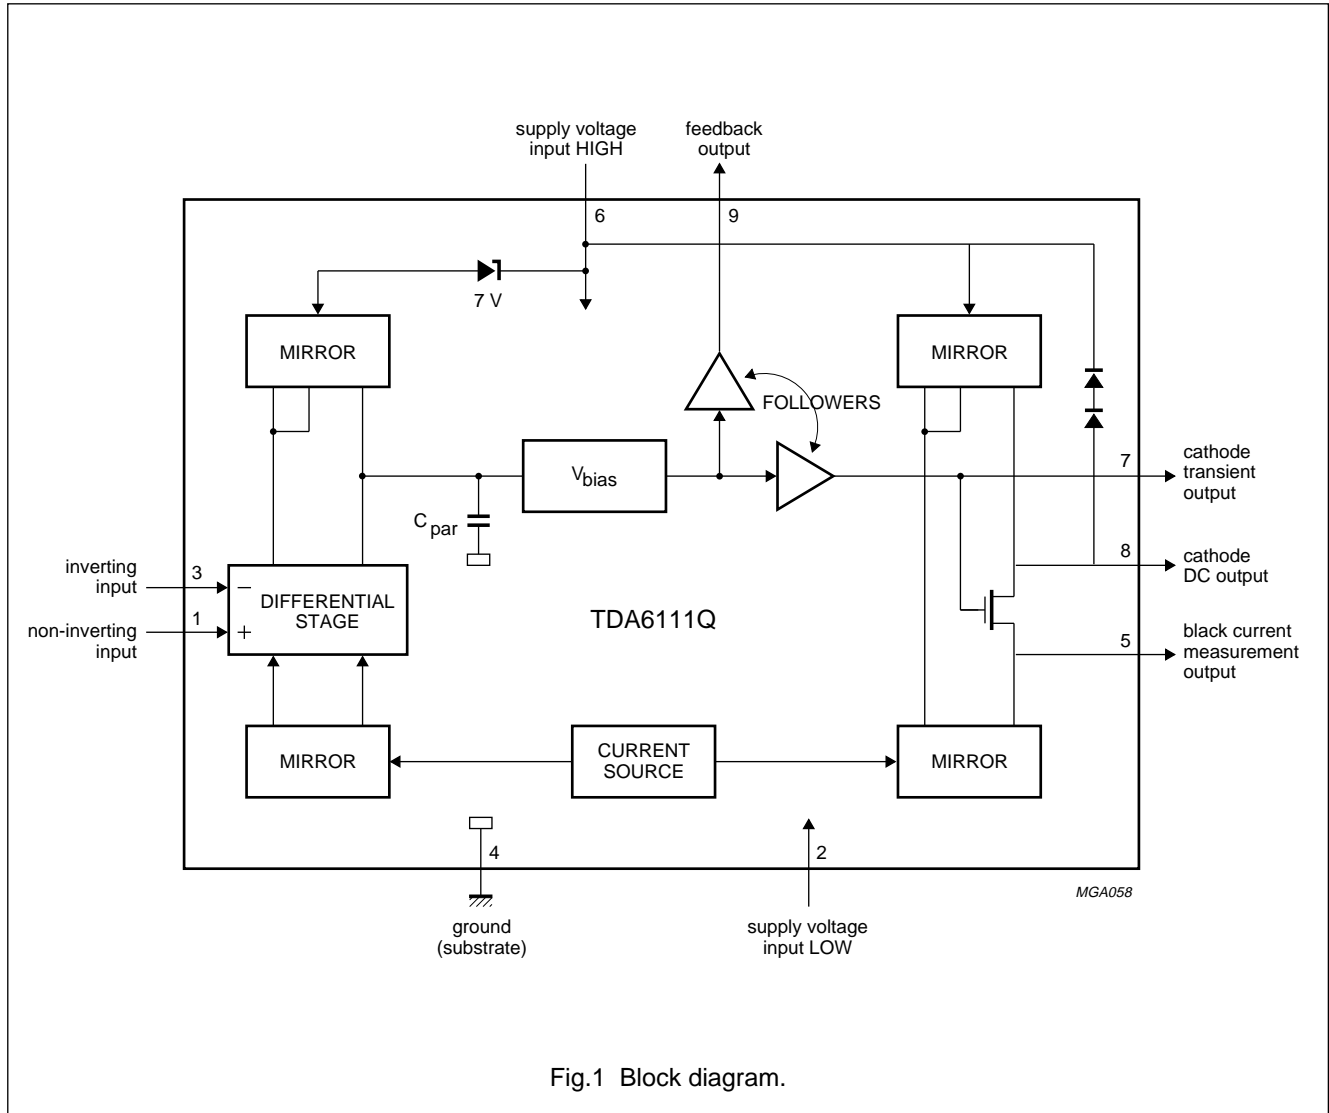 supply voltage
input HIGH
feedback
output
6
9
7 V
MIRROR
MIRROR
FOLLOWERS
Vbias
Cpar
7
cathode
transient
output
8
cathode
DC output
inverting
input
3
−
DIFFERENTIAL
STAGE
non-inverting
input
1
+
TDA6111Q
5
black current
measurement
output
MIRROR
CURRENT
SOURCE
MIRROR
4
2
MGA058
ground
(substrate)
supply voltage
input LOW
Fig.1 Block diagram.